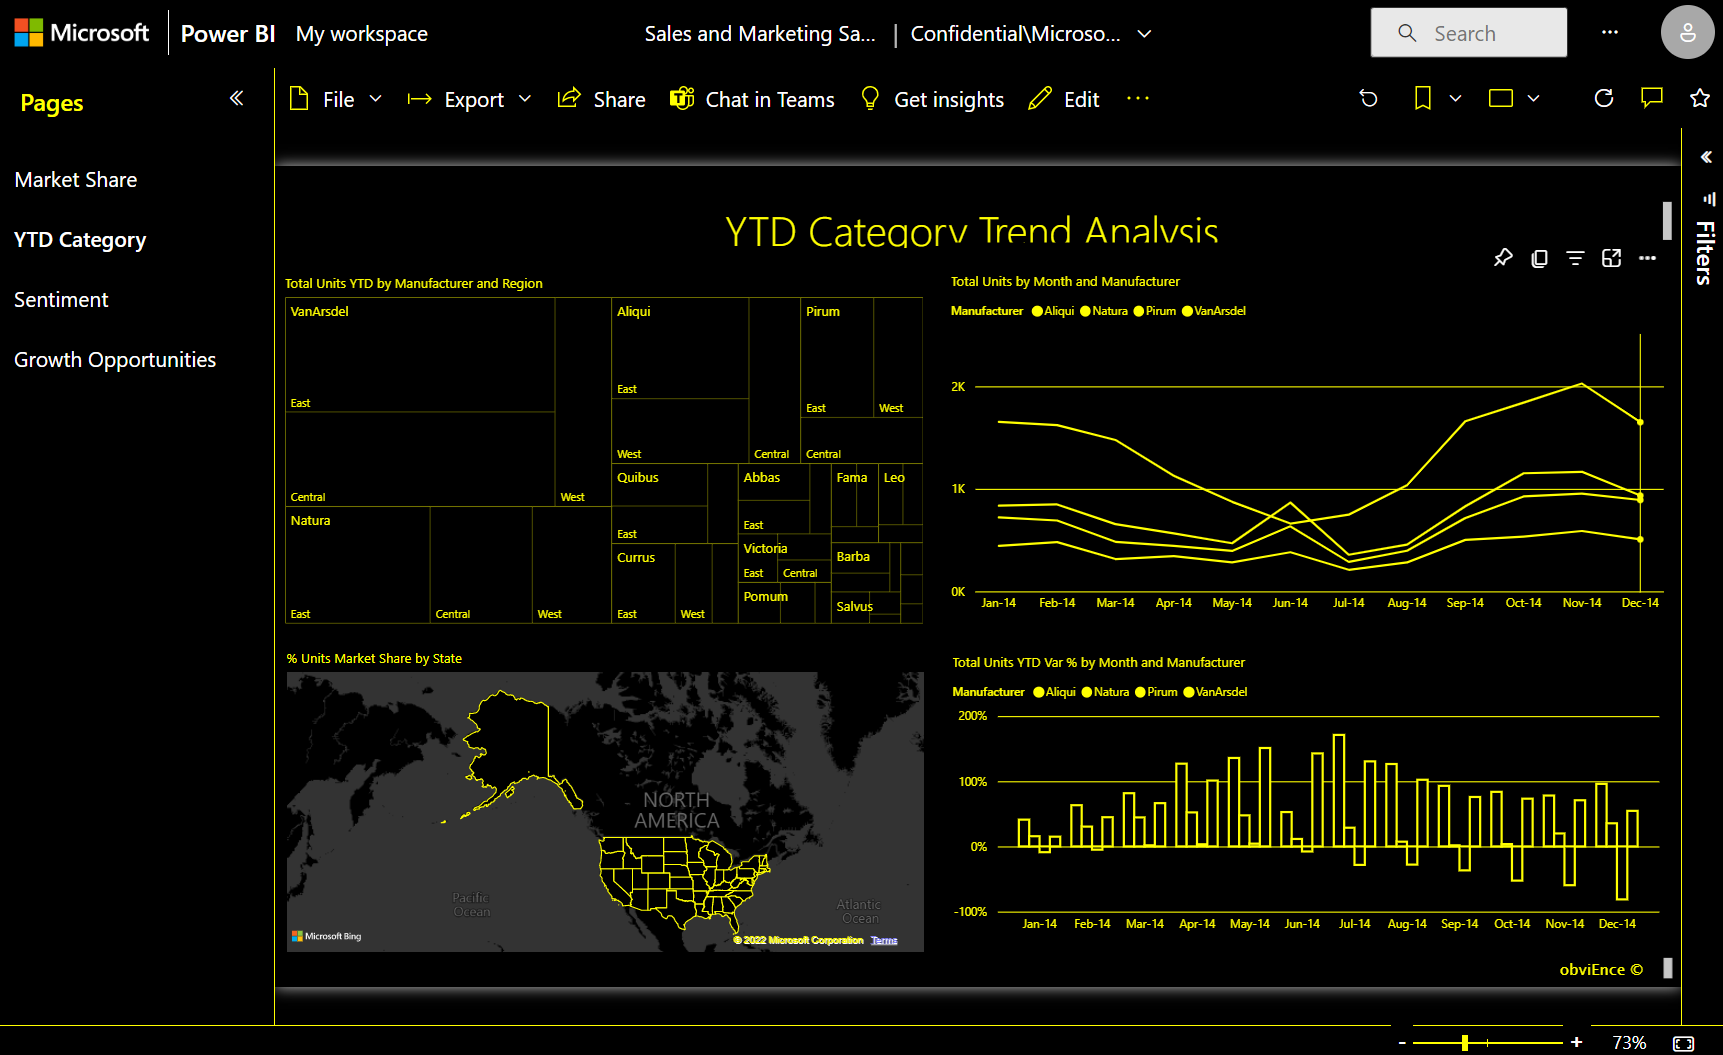 Microsoft Power BI My workspace
Sales and Marketing Sa... | Confidential\Microso...
Search
Pages
File Export Share Chat in Teams Get insights Edit
Market Share
YTD Category
Sentiment
Growth Opportunities
Filters
YTD Category Trend Analysis
Total Units YTD by Manufacturer and Region
VanArsdel
East
Central
West
Natura
East
Central
West
Aliqui
East
West
Central
Pirum
East
West
Central
Quibus
East
Currus
East
West
Abbas
East
Victoria
East
Central
Pomum
Fama
Leo
Barba
Salvus
Total Units by Month and Manufacturer
Manufacturer Aliqui Natura Pirum VanArsdel
2K
1K
0K
Jan-14 Feb-14 Mar-14 Apr-14 May-14 Jun-14 Jul-14 Aug-14 Sep-14 Oct-14 Nov-14 Dec-14
% Units Market Share by State
NORTH
AMERICA
Pacific
Ocean
Atlantic
Ocean
Microsoft Bing
© 2022 Microsoft Corporation Terms
Total Units YTD Var % by Month and Manufacturer
Manufacturer Aliqui Natura Pirum VanArsdel
200%
100%
0%
-100%
Jan-14 Feb-14 Mar-14 Apr-14 May-14 Jun-14 Jul-14 Aug-14 Sep-14 Oct-14 Nov-14 Dec-14
obviEnce ©
- + 73%